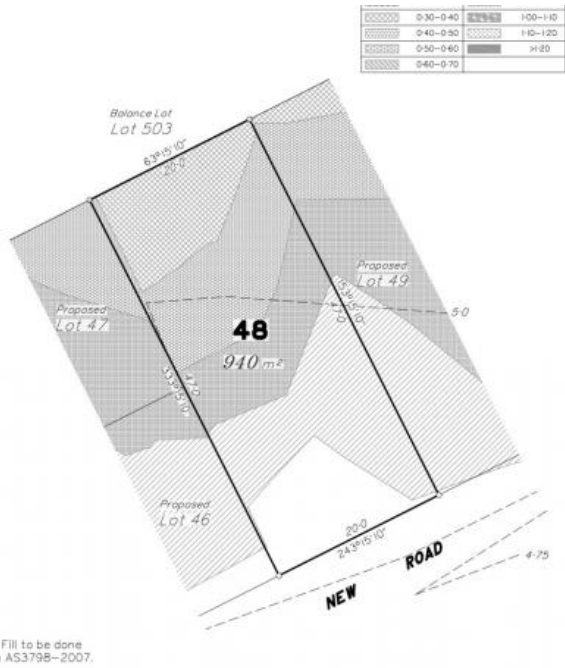 0·30–0·40 1·00–1·10
0·40–0·50 1·10–1·20
0·50–0·60 >1·20
0·60–0·70
Balance Lot
Lot 503
63°15'10"
20·0
Proposed
Lot 49
Proposed
Lot 47
153°15'10"
47·0
5·0
48
940 m²
47·0
333°15'10"
Proposed
Lot 46
20·0
243°15'10"
NEW ROAD
4·75
Fill to be done
AS3798–2007.